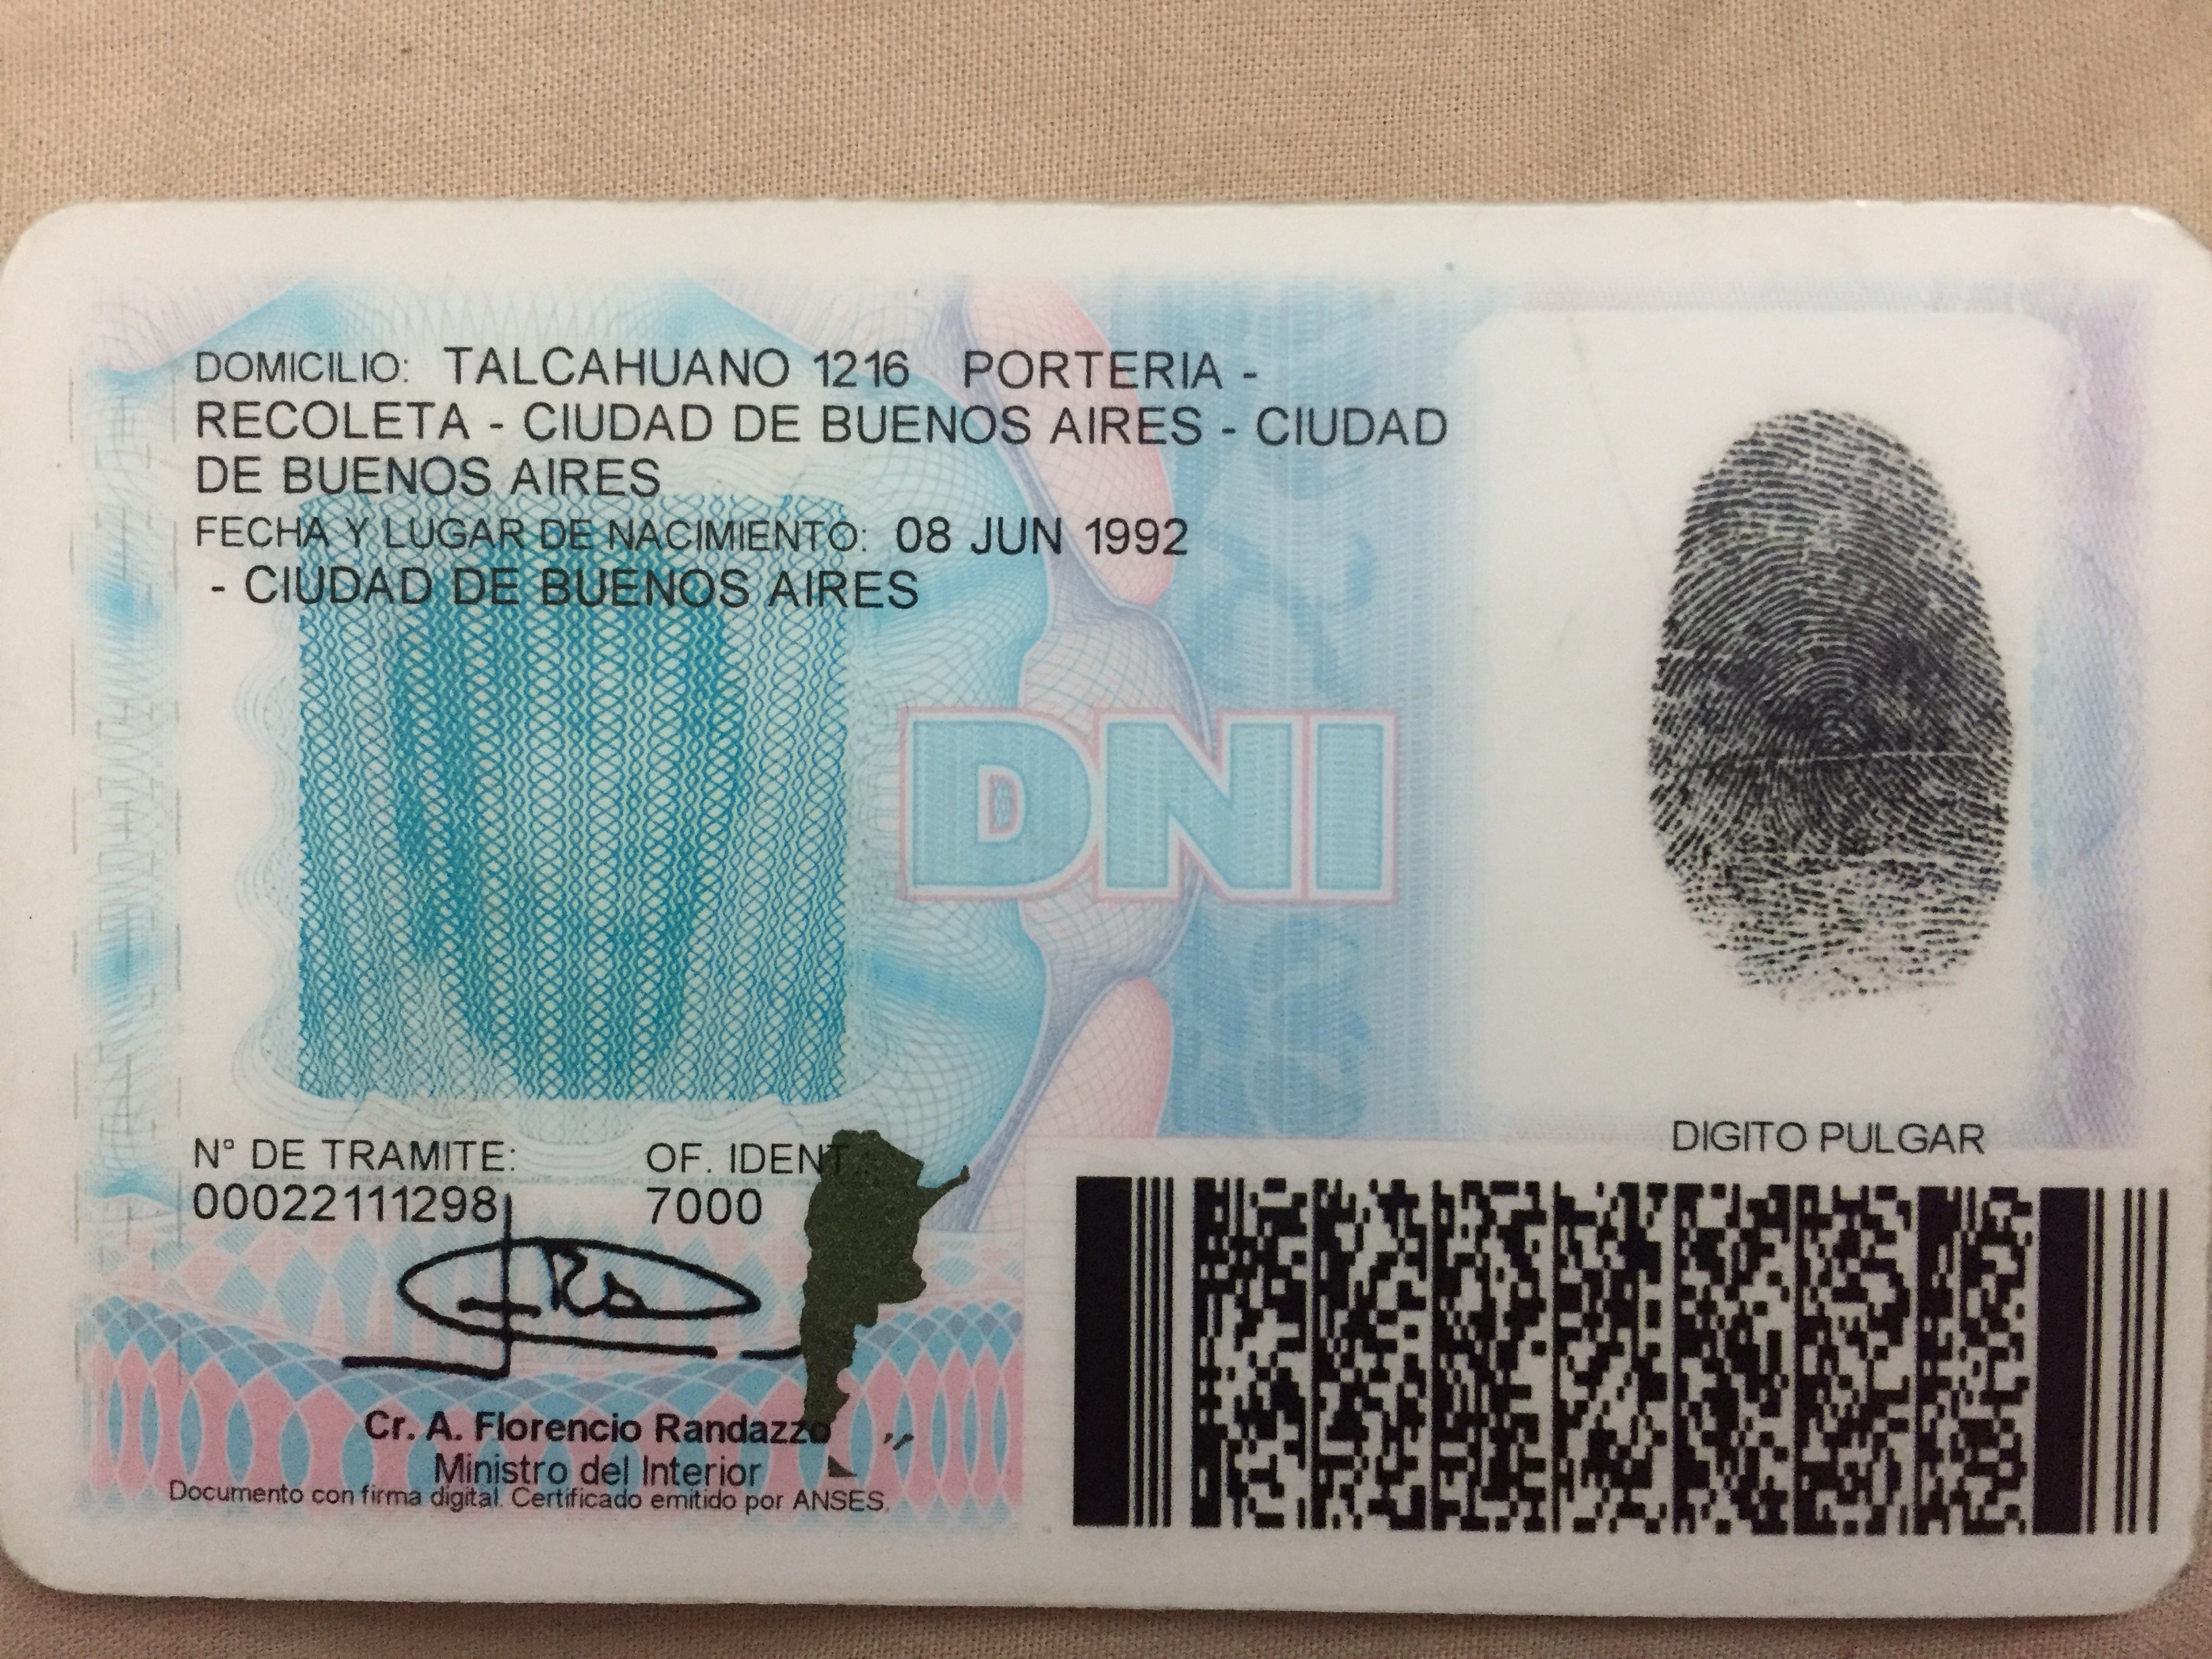 DOMICILIO: TALCAHUANO 1216 PORTERIA -
RECOLETA - CIUDAD DE BUENOS AIRES - CIUDAD
DE BUENOS AIRES
FECHA Y LUGAR DE NACIMIENTO: 08 JUN 1992
- CIUDAD DE BUENOS AIRES
DNI
N° DE TRAMITE: OF. IDENT.:
00022111298 7000
DIGITO PULGAR
Cr. A. Florencio Randazzo
Ministro del Interior
Documento con firma digital. Certificado emitido por ANSES.